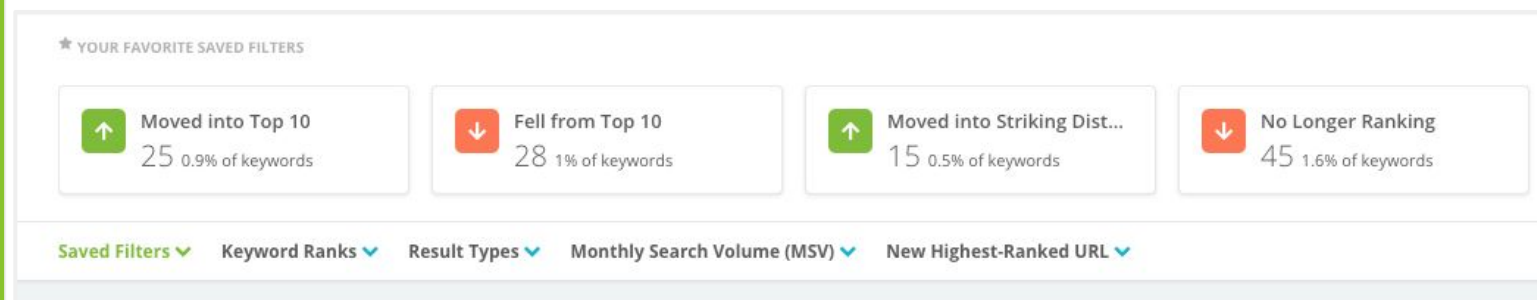 YOUR FAVORITE SAVED FILTERS
Moved into Top 10
25 0.9% of keywords
Fell from Top 10
28 1% of keywords
Moved into Striking Dist...
15 0.5% of keywords
No Longer Ranking
45 1.6% of keywords
Saved Filters Keyword Ranks Result Types Monthly Search Volume (MSV) New Highest-Ranked URL